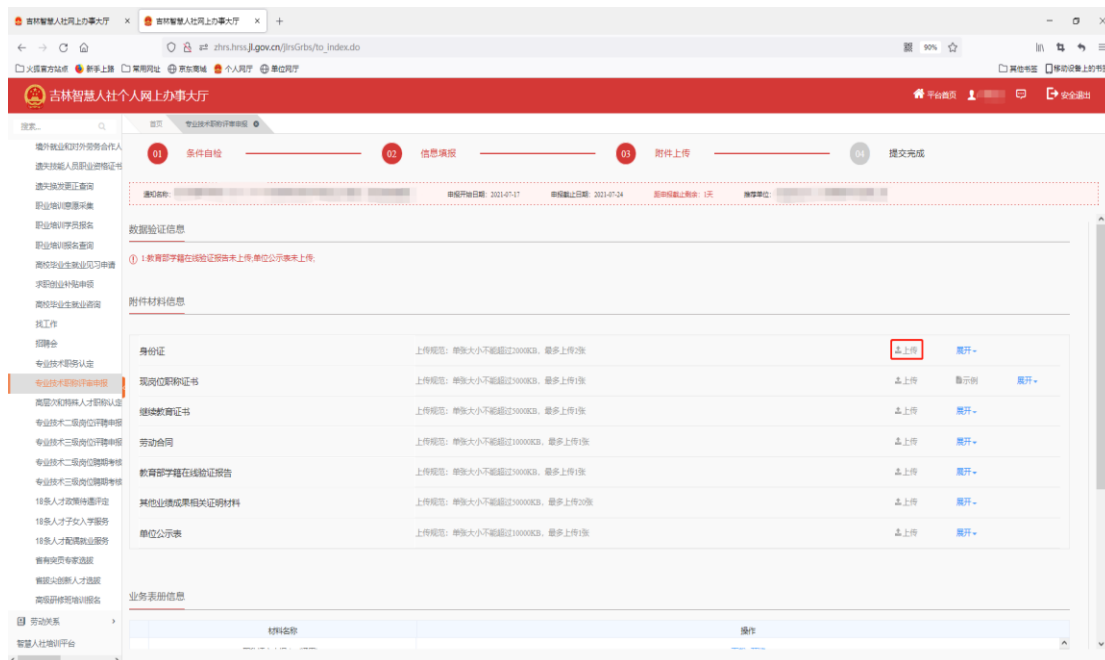 吉林智慧人社网上办事大厅
吉林智慧人社网上办事大厅
zhrs.hrss.jl.gov.cn/jlrsGrbs/to_index.do
90%
火狐官方站点 新手上路 常用网址 京东商城 个人网厅 单位网厅
其他书签 移动设备上的书签
吉林智慧人社个人网上办事大厅
平台首页
安全退出
搜索...
首页 专业技术职称评审申报
境外就业和对外劳务合作人
遗失技能人员职业资格证书
遗失换发更正查询
职业培训意愿采集
职业培训学员报名
职业培训报名查询
高校毕业生就业见习申请
求职创业补贴申领
高校毕业生就业咨询
找工作
招聘会
专业技术职务认定
专业技术职称评审申报
高层次和特殊人才职称认定
专业技术二级岗位评聘申报
专业技术三级岗位评聘申报
专业技术二级岗位聘期考核
专业技术三级岗位聘期考核
18条人才政策待遇评定
18条人才子女入学服务
18条人才配偶就业服务
省有突贡专家选拔
省拔尖创新人才选拔
高级研修班培训报名
劳动关系
智慧人社培训平台
01 条件自检 02 信息填报 03 附件上传 04 提交完成
通知名称: 申报开始日期: 2021-07-17 申报截止日期: 2021-07-24 距申报截止剩余: 1天 推荐单位:
数据验证信息
1.教育部学籍在线验证报告未上传;单位公示表未上传;
附件材料信息
身份证 上传规范: 单张大小不能超过3000KB、最多上传2张 上传 展开
现岗位职称证书 上传规范: 单张大小不能超过5000KB、最多上传1张 上传 示例 展开
继续教育证书 上传规范: 单张大小不能超过3000KB、最多上传1张 上传 展开
劳动合同 上传规范: 单张大小不能超过10000KB、最多上传1张 上传 展开
教育部学籍在线验证报告 上传规范: 单张大小不能超过3000KB、最多上传1张 上传 展开
其他业绩成果相关证明材料 上传规范: 单张大小不能超过30000KB、最多上传20张 上传 展开
单位公示表 上传规范: 单张大小不能超过10000KB、最多上传1张 上传 展开
业务表册信息
材料名称 操作